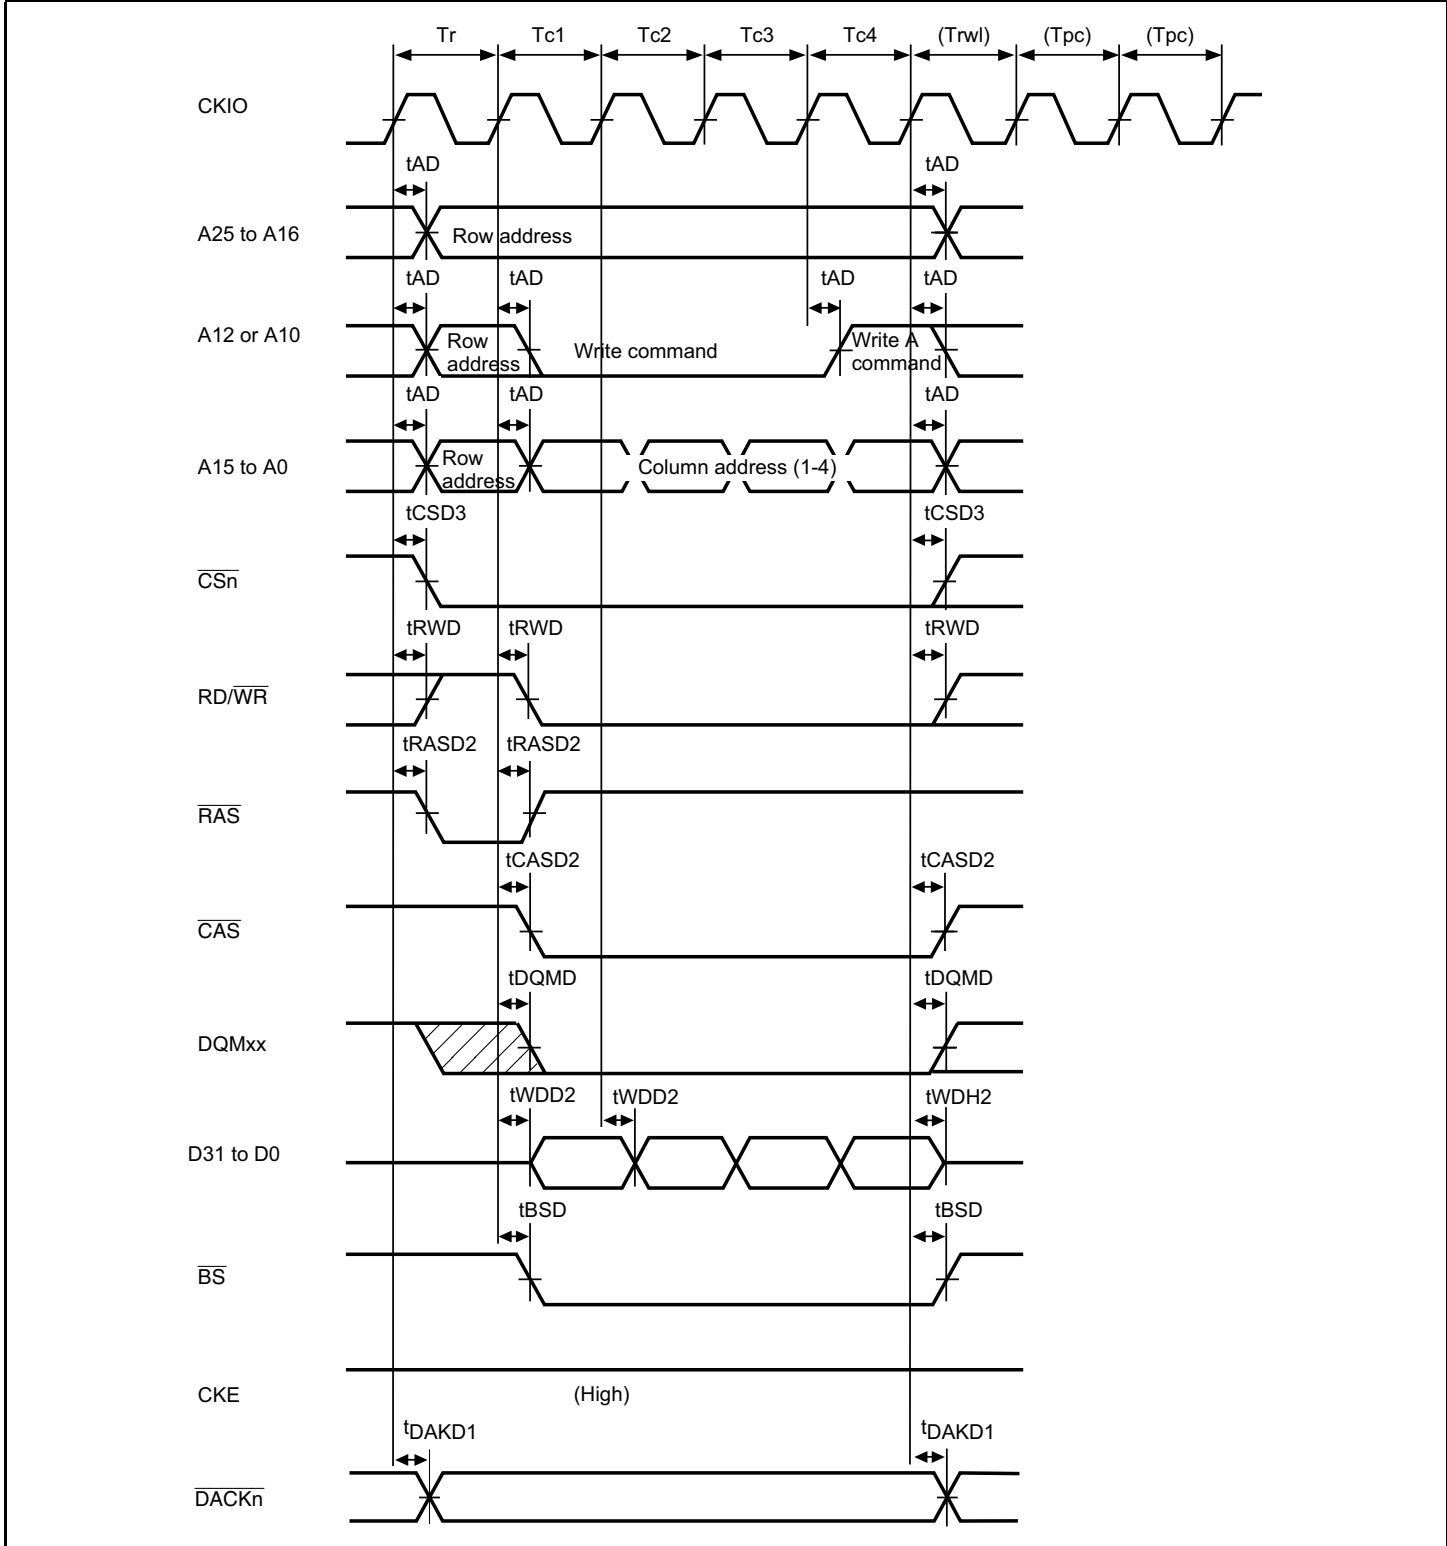 Tr Tc1 Tc2 Tc3 Tc4 (Trwl) (Tpc) (Tpc)
CKIO
tAD tAD
A25 to A16
Row address
tAD tAD tAD tAD
A12 or A10
Row
address
Write command
Write A
command
tAD tAD tAD
A15 to A0
Row
address
Column address (1-4)
tCSD3 tCSD3
CSn
tRWD tRWD tRWD
RD/WR
tRASD2 tRASD2
RAS
tCASD2 tCASD2
CAS
tDQMD tDQMD
DQMxx
tWDD2 tWDD2 tWDH2
D31 to D0
tBSD tBSD
BS
CKE
(High)
tDAKD1 tDAKD1
DACKn